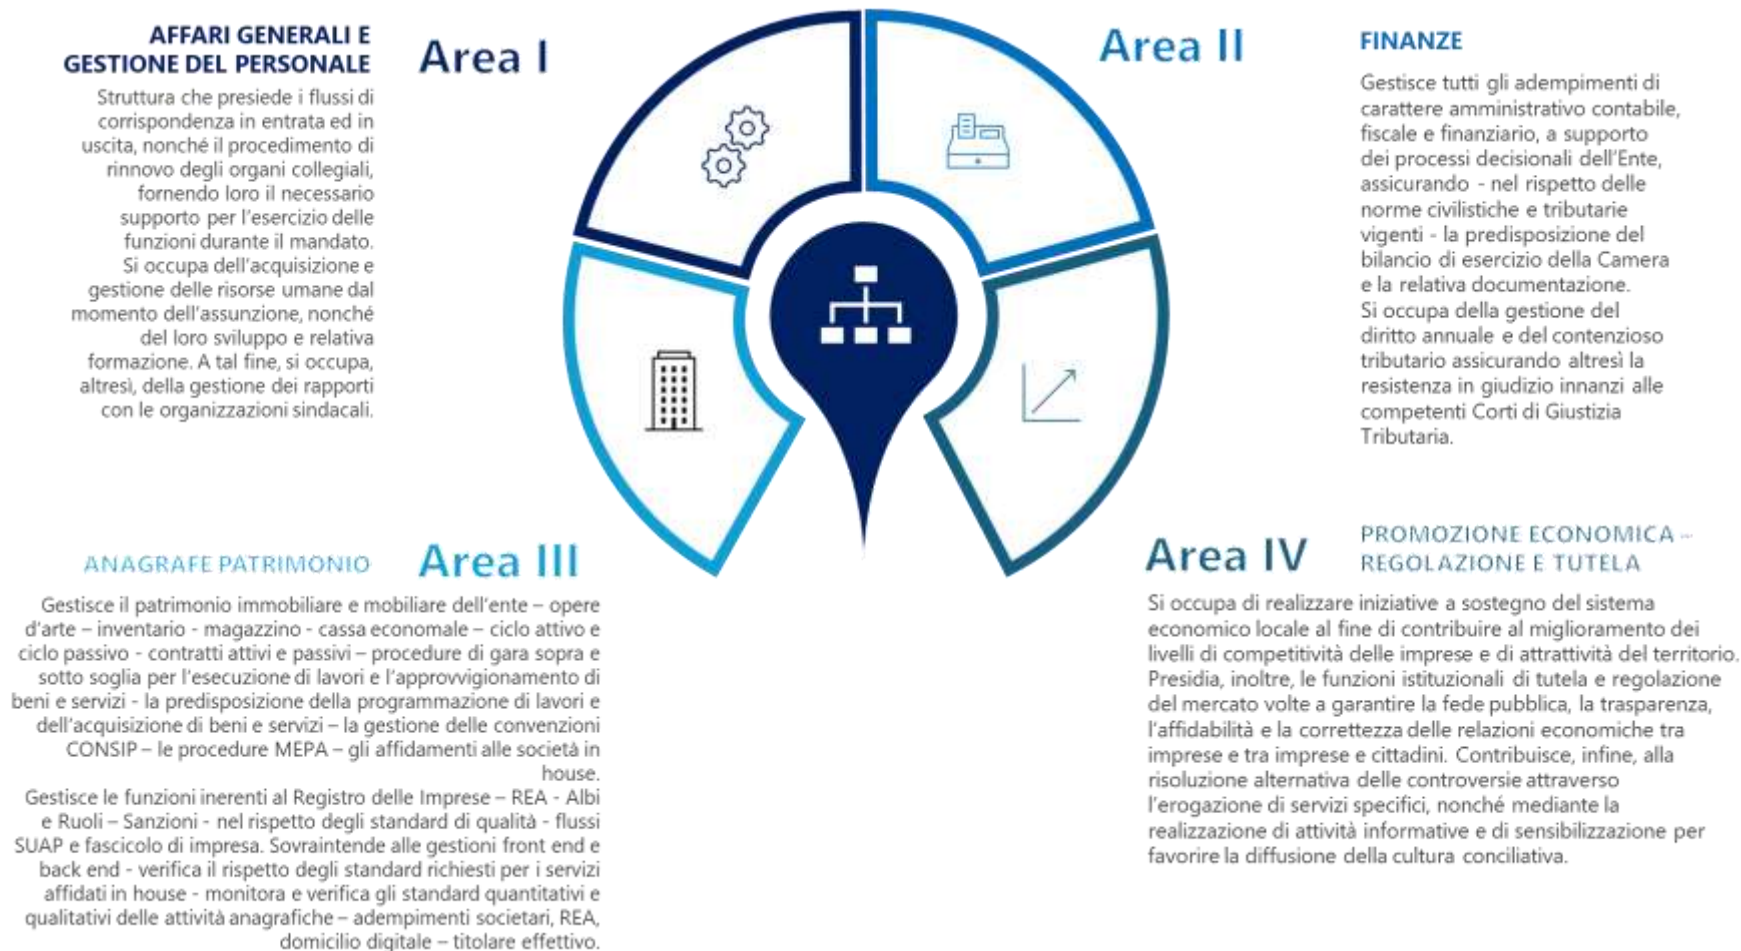 AFFARI GENERALI E
GESTIONE DEL PERSONALE
Area I
Struttura che presiede i flussi di
corrispondenza in entrata ed in
uscita, nonché il procedimento di
rinnovo degli organi collegiali,
fornendo loro il necessario
supporto per l'esercizio delle
funzioni durante il mandato.
Si occupa dell'acquisizione e
gestione delle risorse umane dal
momento dell'assunzione, nonché
del loro sviluppo e relativa
formazione. A tal fine, si occupa,
altresì, della gestione dei rapporti
con le organizzazioni sindacali.
Area II
FINANZE
Gestisce tutti gli adempimenti di
carattere amministrativo contabile,
fiscale e finanziario, a supporto
dei processi decisionali dell'Ente,
assicurando - nel rispetto delle
norme civilistiche e tributarie
vigenti - la predisposizione del
bilancio di esercizio della Camera
e la relativa documentazione.
Si occupa della gestione del
diritto annuale e del contenzioso
tributario assicurando altresì la
resistenza in giudizio innanzi alle
competenti Corti di Giustizia
Tributaria.
ANAGRAFE PATRIMONIO
Area III
Gestisce il patrimonio immobiliare e mobiliare dell'ente – opere
d'arte – inventario - magazzino - cassa economale – ciclo attivo e
ciclo passivo - contratti attivi e passivi – procedure di gara sopra e
sotto soglia per l'esecuzione di lavori e l'approvvigionamento di
beni e servizi - la predisposizione della programmazione di lavori e
dell'acquisizione di beni e servizi – la gestione delle convenzioni
CONSIP – le procedure MEPA – gli affidamenti alle società in
house.
Gestisce le funzioni inerenti al Registro delle Imprese – REA - Albi
e Ruoli – Sanzioni - nel rispetto degli standard di qualità - flussi
SUAP e fascicolo di impresa. Sovraintende alle gestioni front end e
back end - verifica il rispetto degli standard richiesti per i servizi
affidati in house - monitora e verifica gli standard quantitativi e
qualitativi delle attività anagrafiche – adempimenti societari, REA,
domicilio digitale – titolare effettivo.
Area IV
PROMOZIONE ECONOMICA –
REGOLAZIONE E TUTELA
Si occupa di realizzare iniziative a sostegno del sistema
economico locale al fine di contribuire al miglioramento dei
livelli di competitività delle imprese e di attrattività del territorio.
Presidia, inoltre, le funzioni istituzionali di tutela e regolazione
del mercato volte a garantire la fede pubblica, la trasparenza,
l'affidabilità e la correttezza delle relazioni economiche tra
imprese e tra imprese e cittadini. Contribuisce, infine, alla
risoluzione alternativa delle controversie attraverso
l'erogazione di servizi specifici, nonché mediante la
realizzazione di attività informative e di sensibilizzazione per
favorire la diffusione della cultura conciliativa.